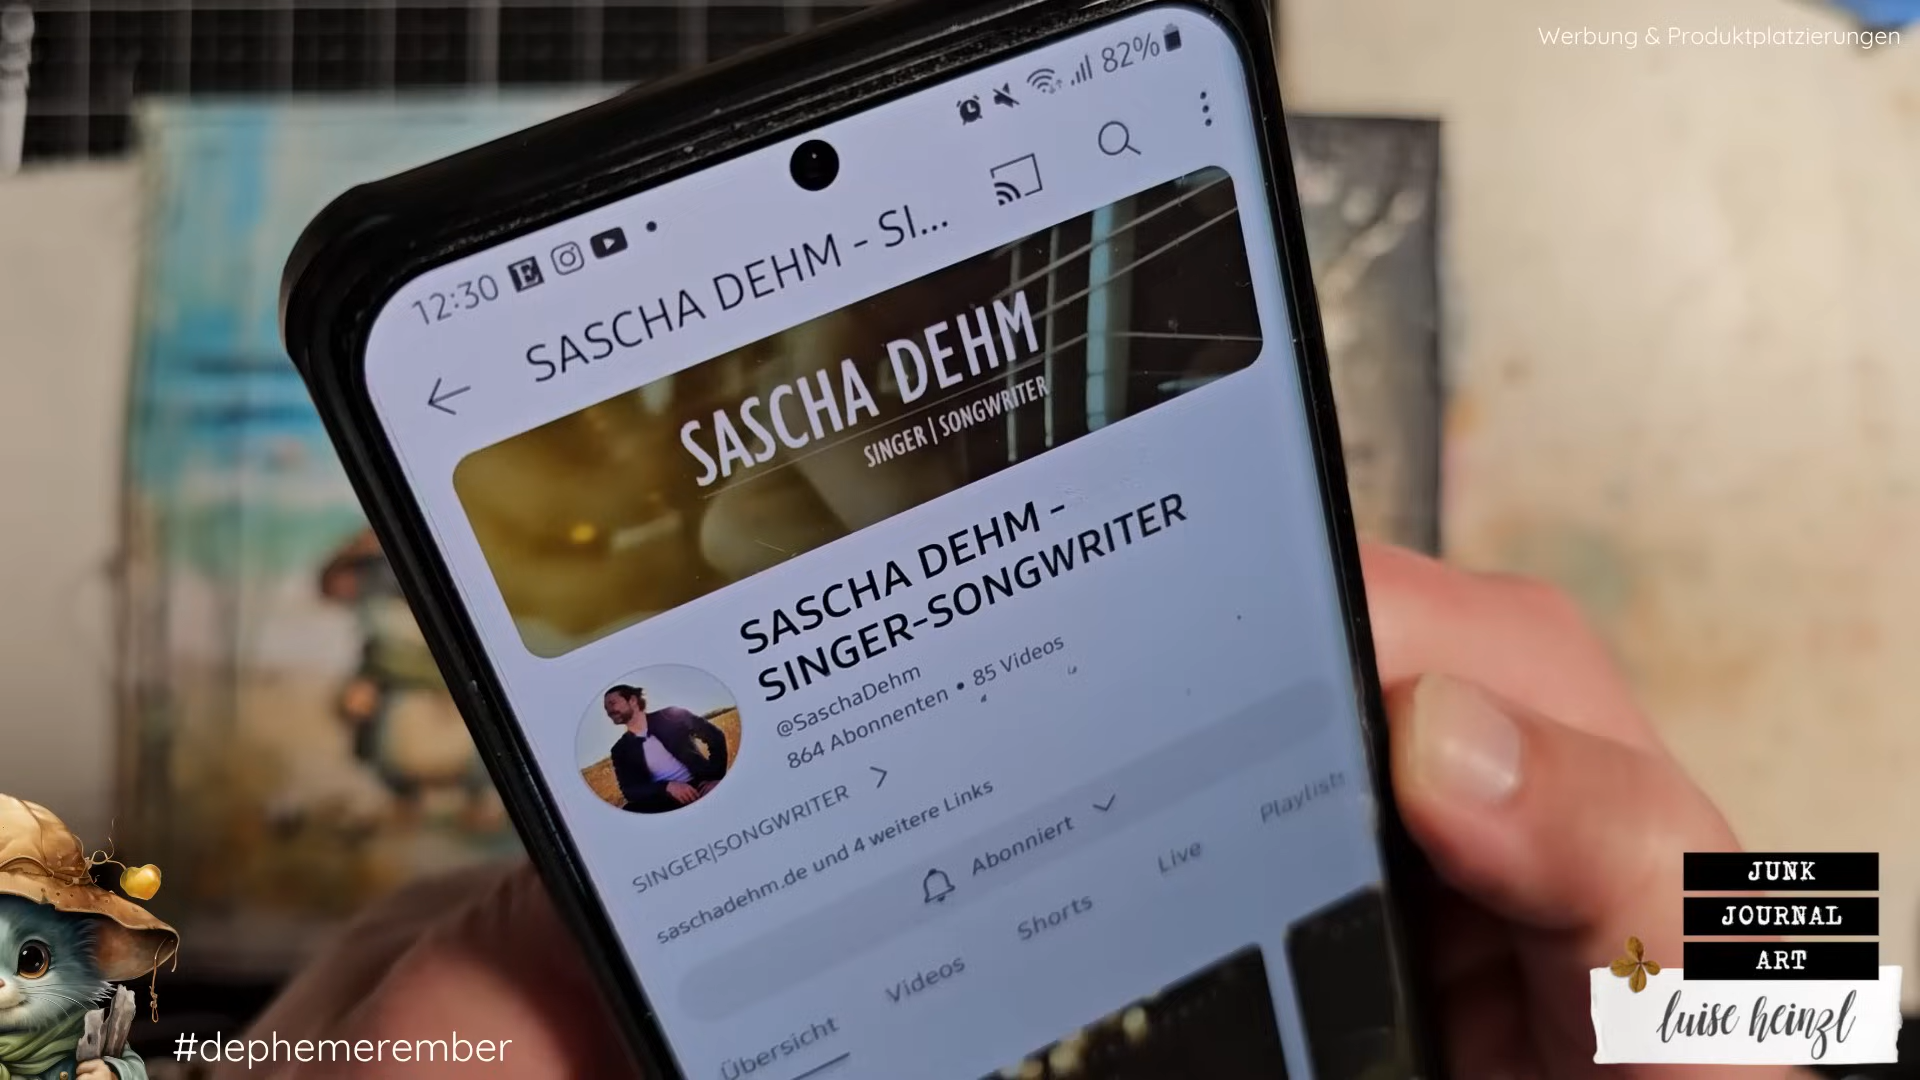 Werbung & Produktplatzierungen
12:30
82%
SASCHA DEHM - SI...
SASCHA DEHM
SINGER | SONGWRITER
SASCHA DEHM -
SINGER-SONGWRITER
@SaschaDehm
864 Abonnenten • 85 Videos
SINGER|SONGWRITER
saschadehm.de und 4 weitere Links
Abonniert
Übersicht
Videos
Shorts
Live
Playlists
#dephemerember
JUNK
JOURNAL
ART
luise heinzl